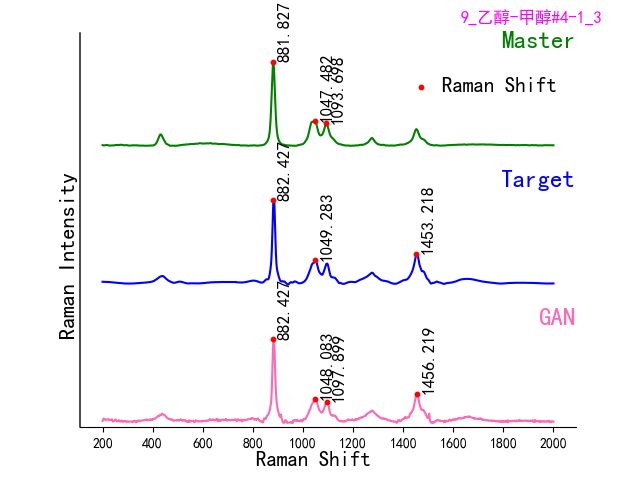 9_乙醇-甲醇#4-1_3
Master
Raman Shift
881.827
1047.482
1093.698
Target
882.427
1049.283
1453.218
GAN
882.427
1048.083
1097.899
1456.219
Raman Intensity
200 400 600 800 1000 1200 1400 1600 1800 2000
Raman Shift